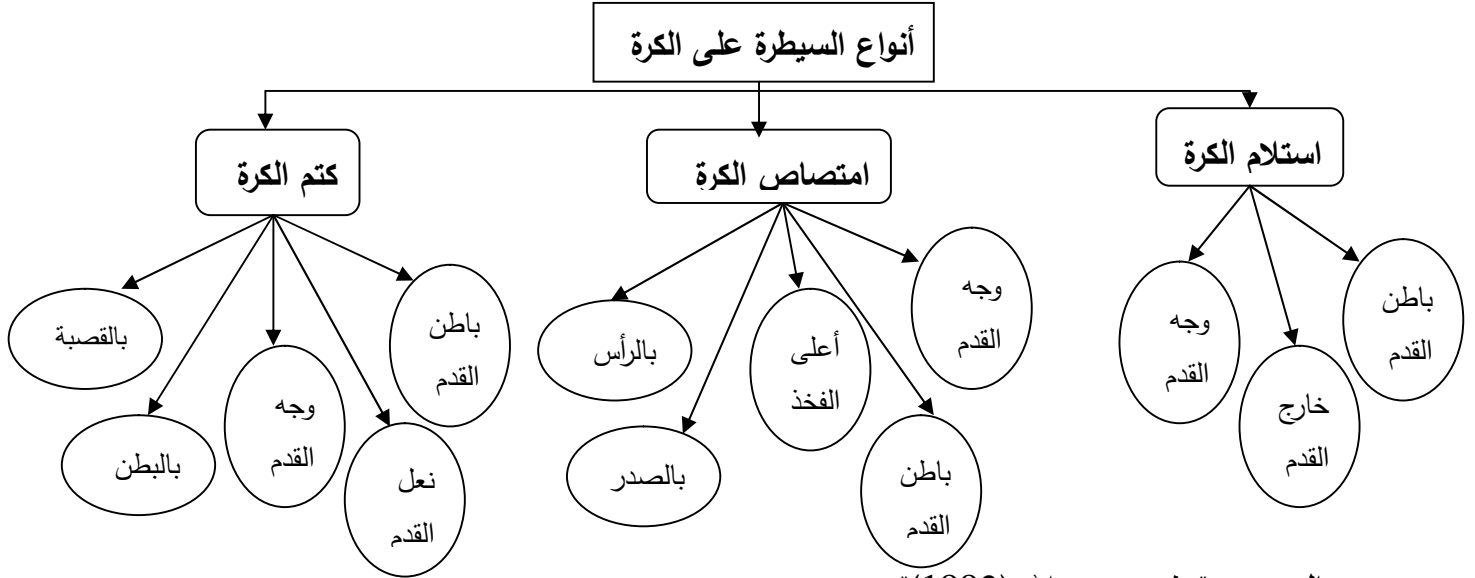 أنواع السيطرة على الكرة
استلام الكرة
امتصاص الكرة
كتم الكرة
باطن
القدم
خارج
القدم
وجه
القدم
وجه
القدم
باطن
القدم
أعلى
الفخذ
بالصدر
بالرأس
باطن
القدم
نعل
القدم
وجه
القدم
بالبطن
بالقصبة